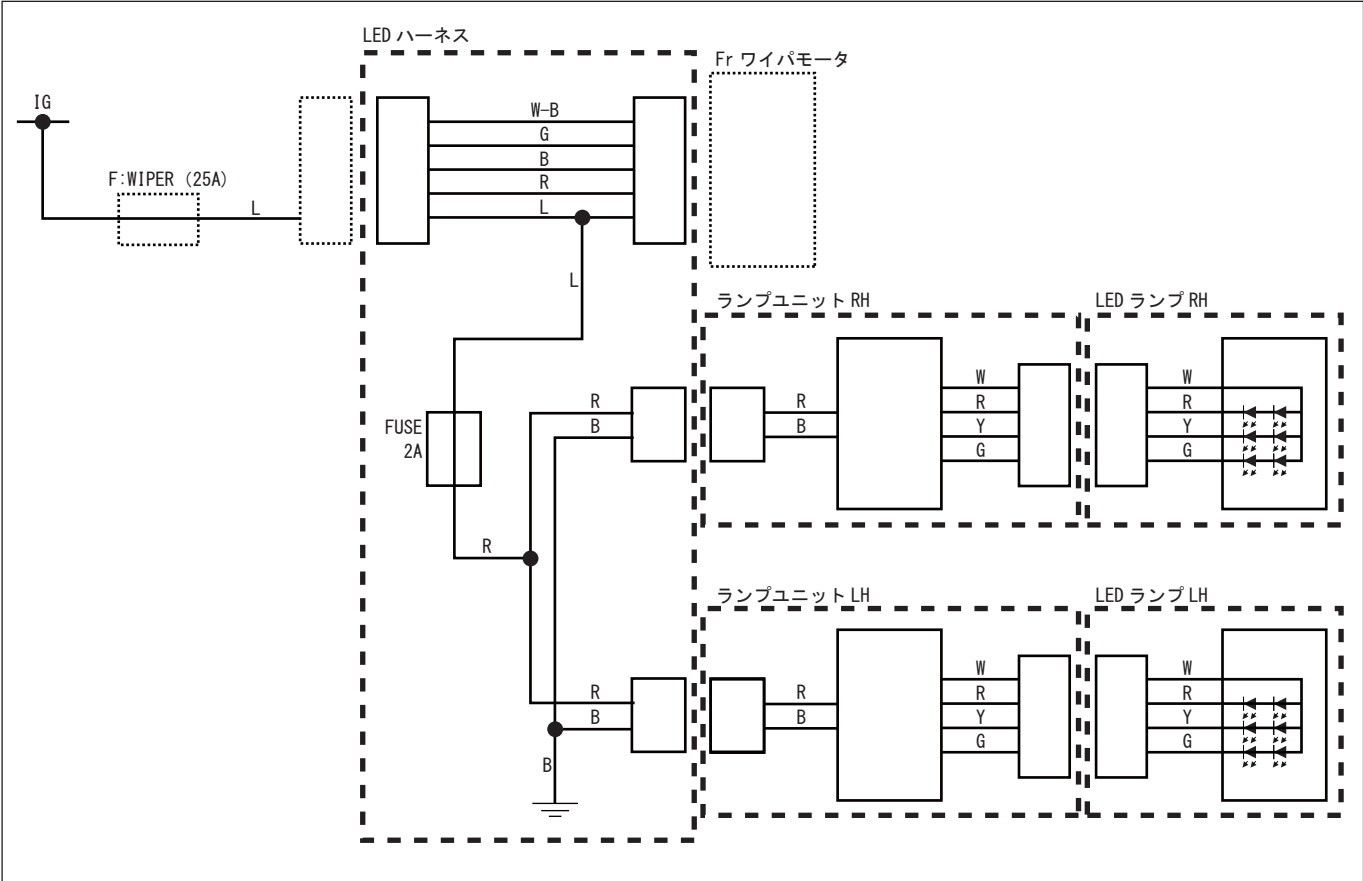 LED ハーネス
Fr ワイパモータ
IG
W-B
G
B
R
L
F:WIPER (25A)
L
L
ランプユニット RH
LED ランプ RH
FUSE
2A
R
B
R
B
W
R
Y
G
W
R
Y
G
R
ランプユニット LH
LED ランプ LH
R
B
R
B
W
R
Y
G
W
R
Y
G
B